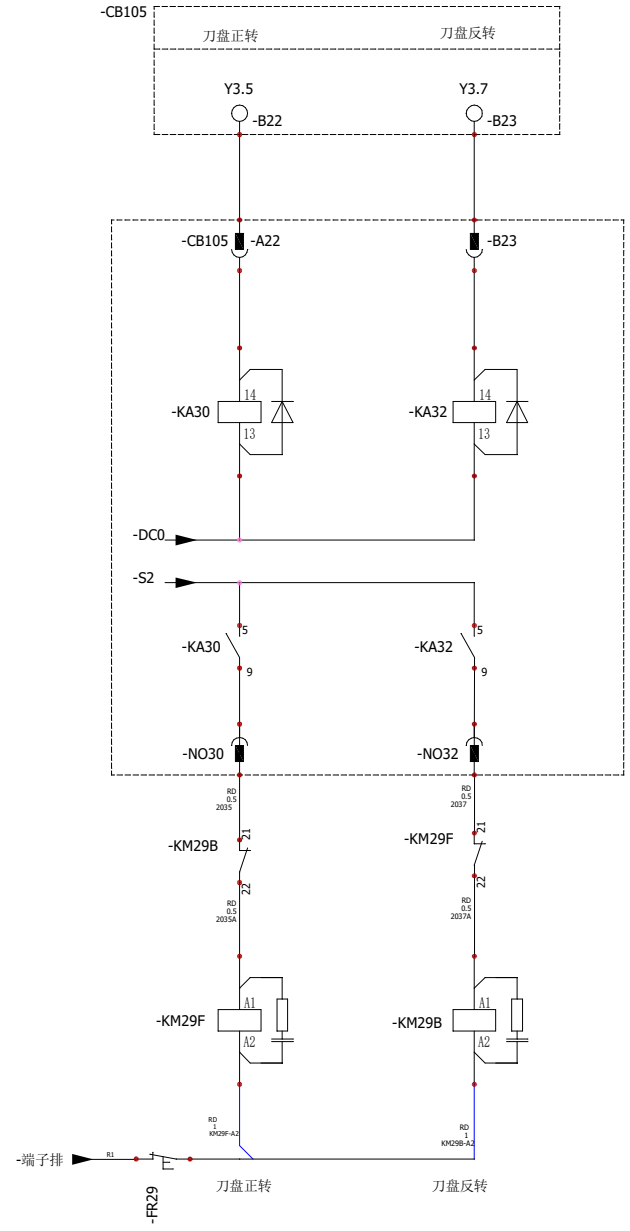 -CB105
刀盘正转 刀盘反转
Y3.5 Y3.7
-B22 -B23
-CB105 -A22 -B23
14 14
-KA30 -KA32
13 13
-DC0
-S2
5 5
-KA30 -KA32
9 9
-NO30 -NO32
RD
0.5
2035
RD
0.5
2037
21 21
-KM29B -KM29F
22 22
RD
0.5
2035A
RD
0.5
2037A
A1 A1
-KM29F -KM29B
A2 A2
RD
1
KM29F-A2
RD
1
KM29B-A2
-端子排 R1
-FR29
刀盘正转 刀盘反转